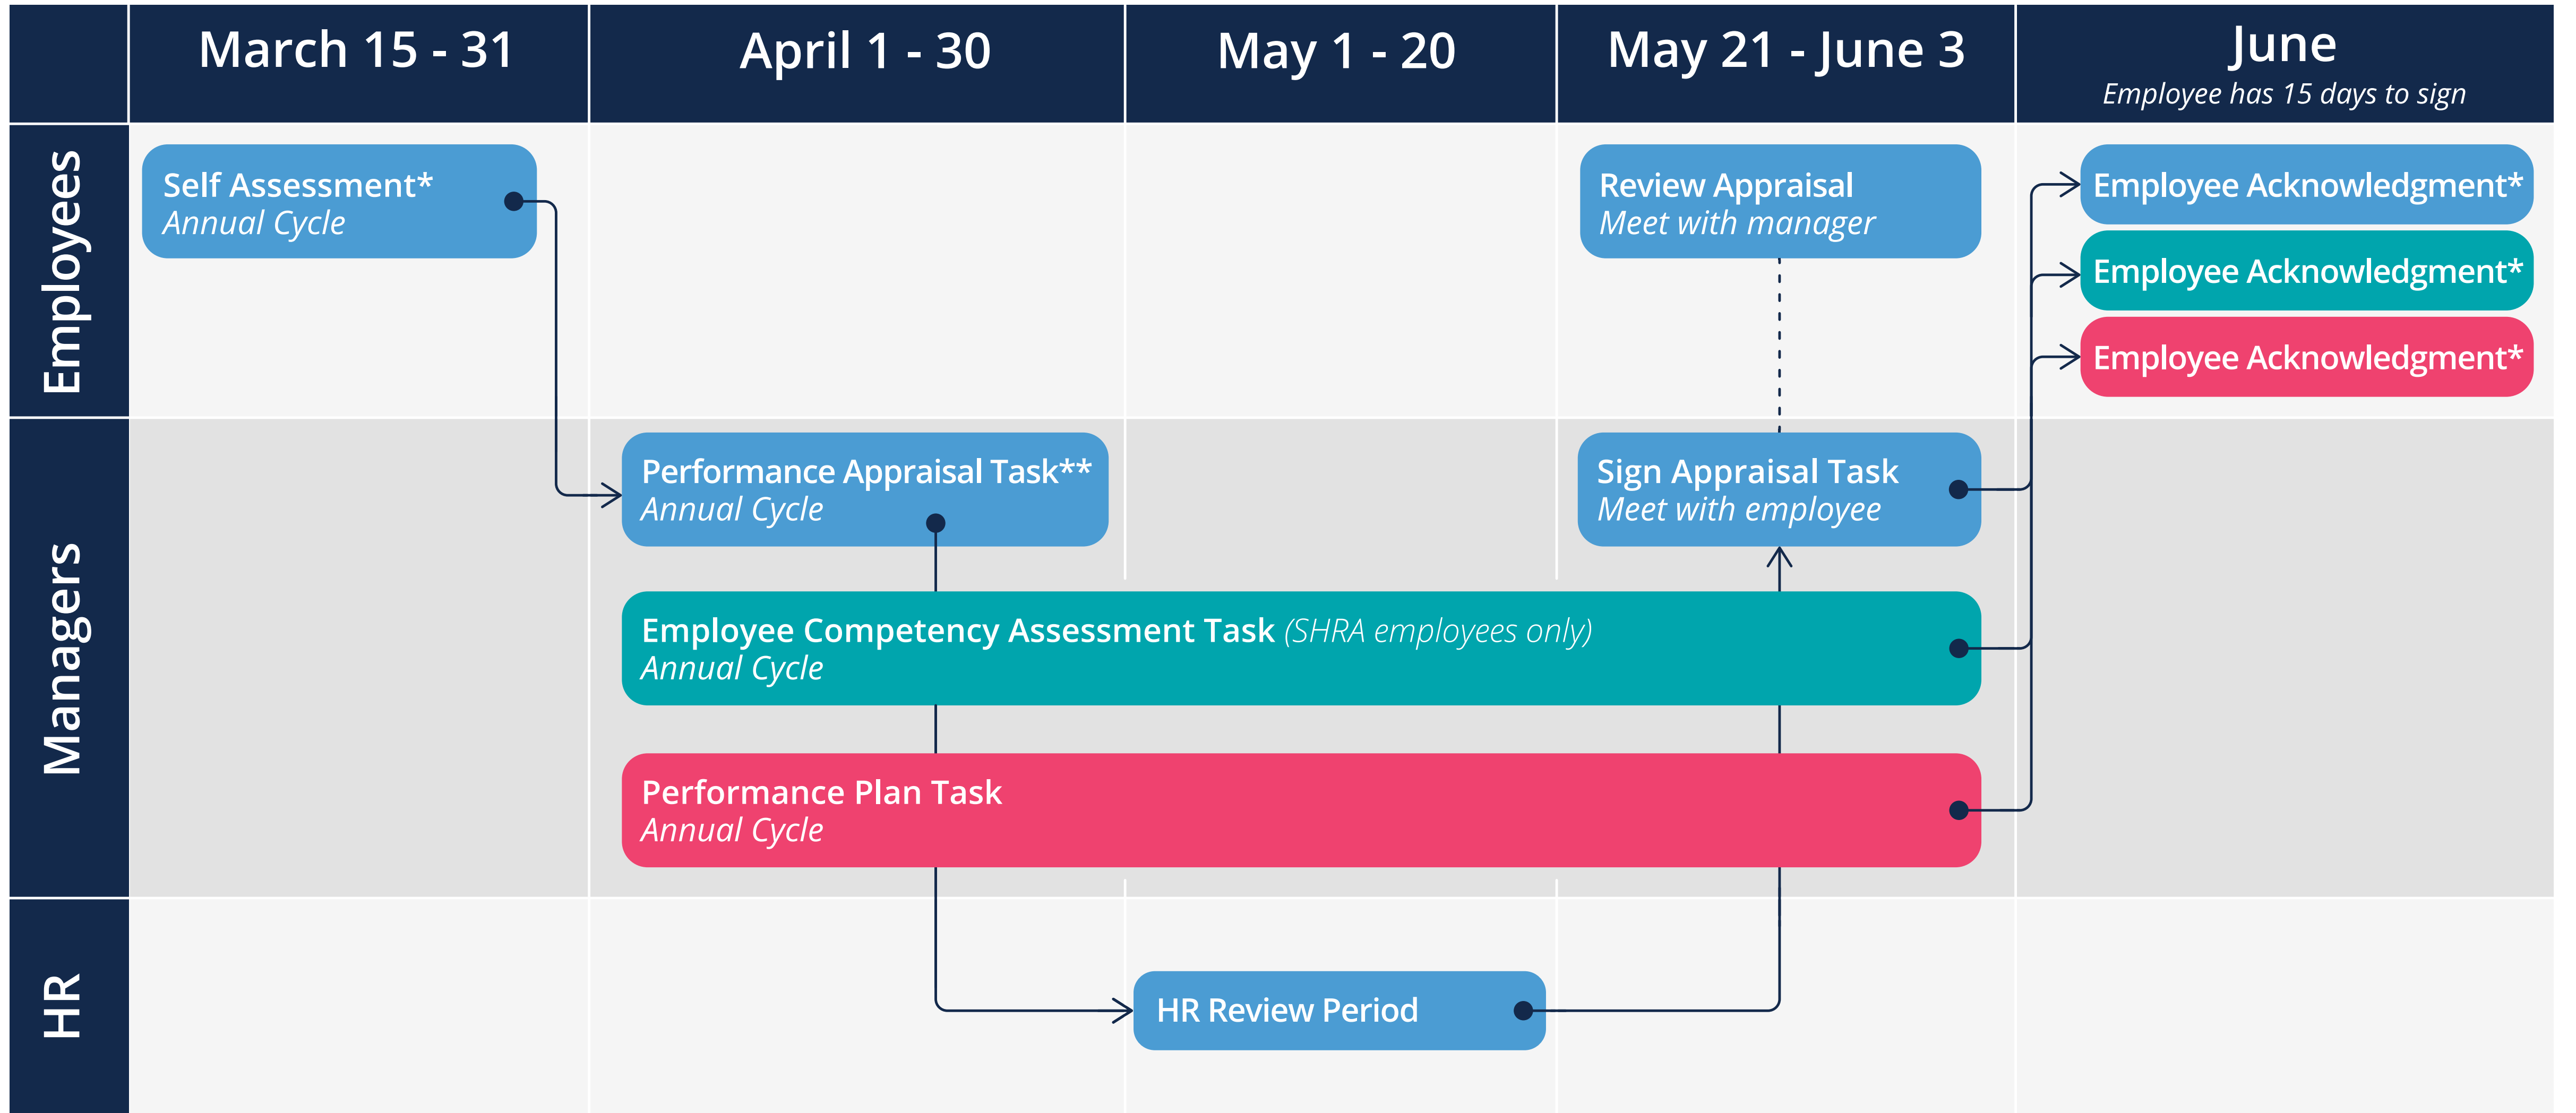 March 15 - 31
April 1 - 30
May 1 - 20
May 21 - June 3
June
Employee has 15 days to sign
Employees
Self Assessment*
Annual Cycle
Review Appraisal
Meet with manager
Employee Acknowledgment*
Employee Acknowledgment*
Employee Acknowledgment*
Managers
Performance Appraisal Task**
Annual Cycle
Sign Appraisal Task
Meet with employee
Employee Competency Assessment Task (SHRA employees only)
Annual Cycle
Performance Plan Task
Annual Cycle
HR
HR Review Period